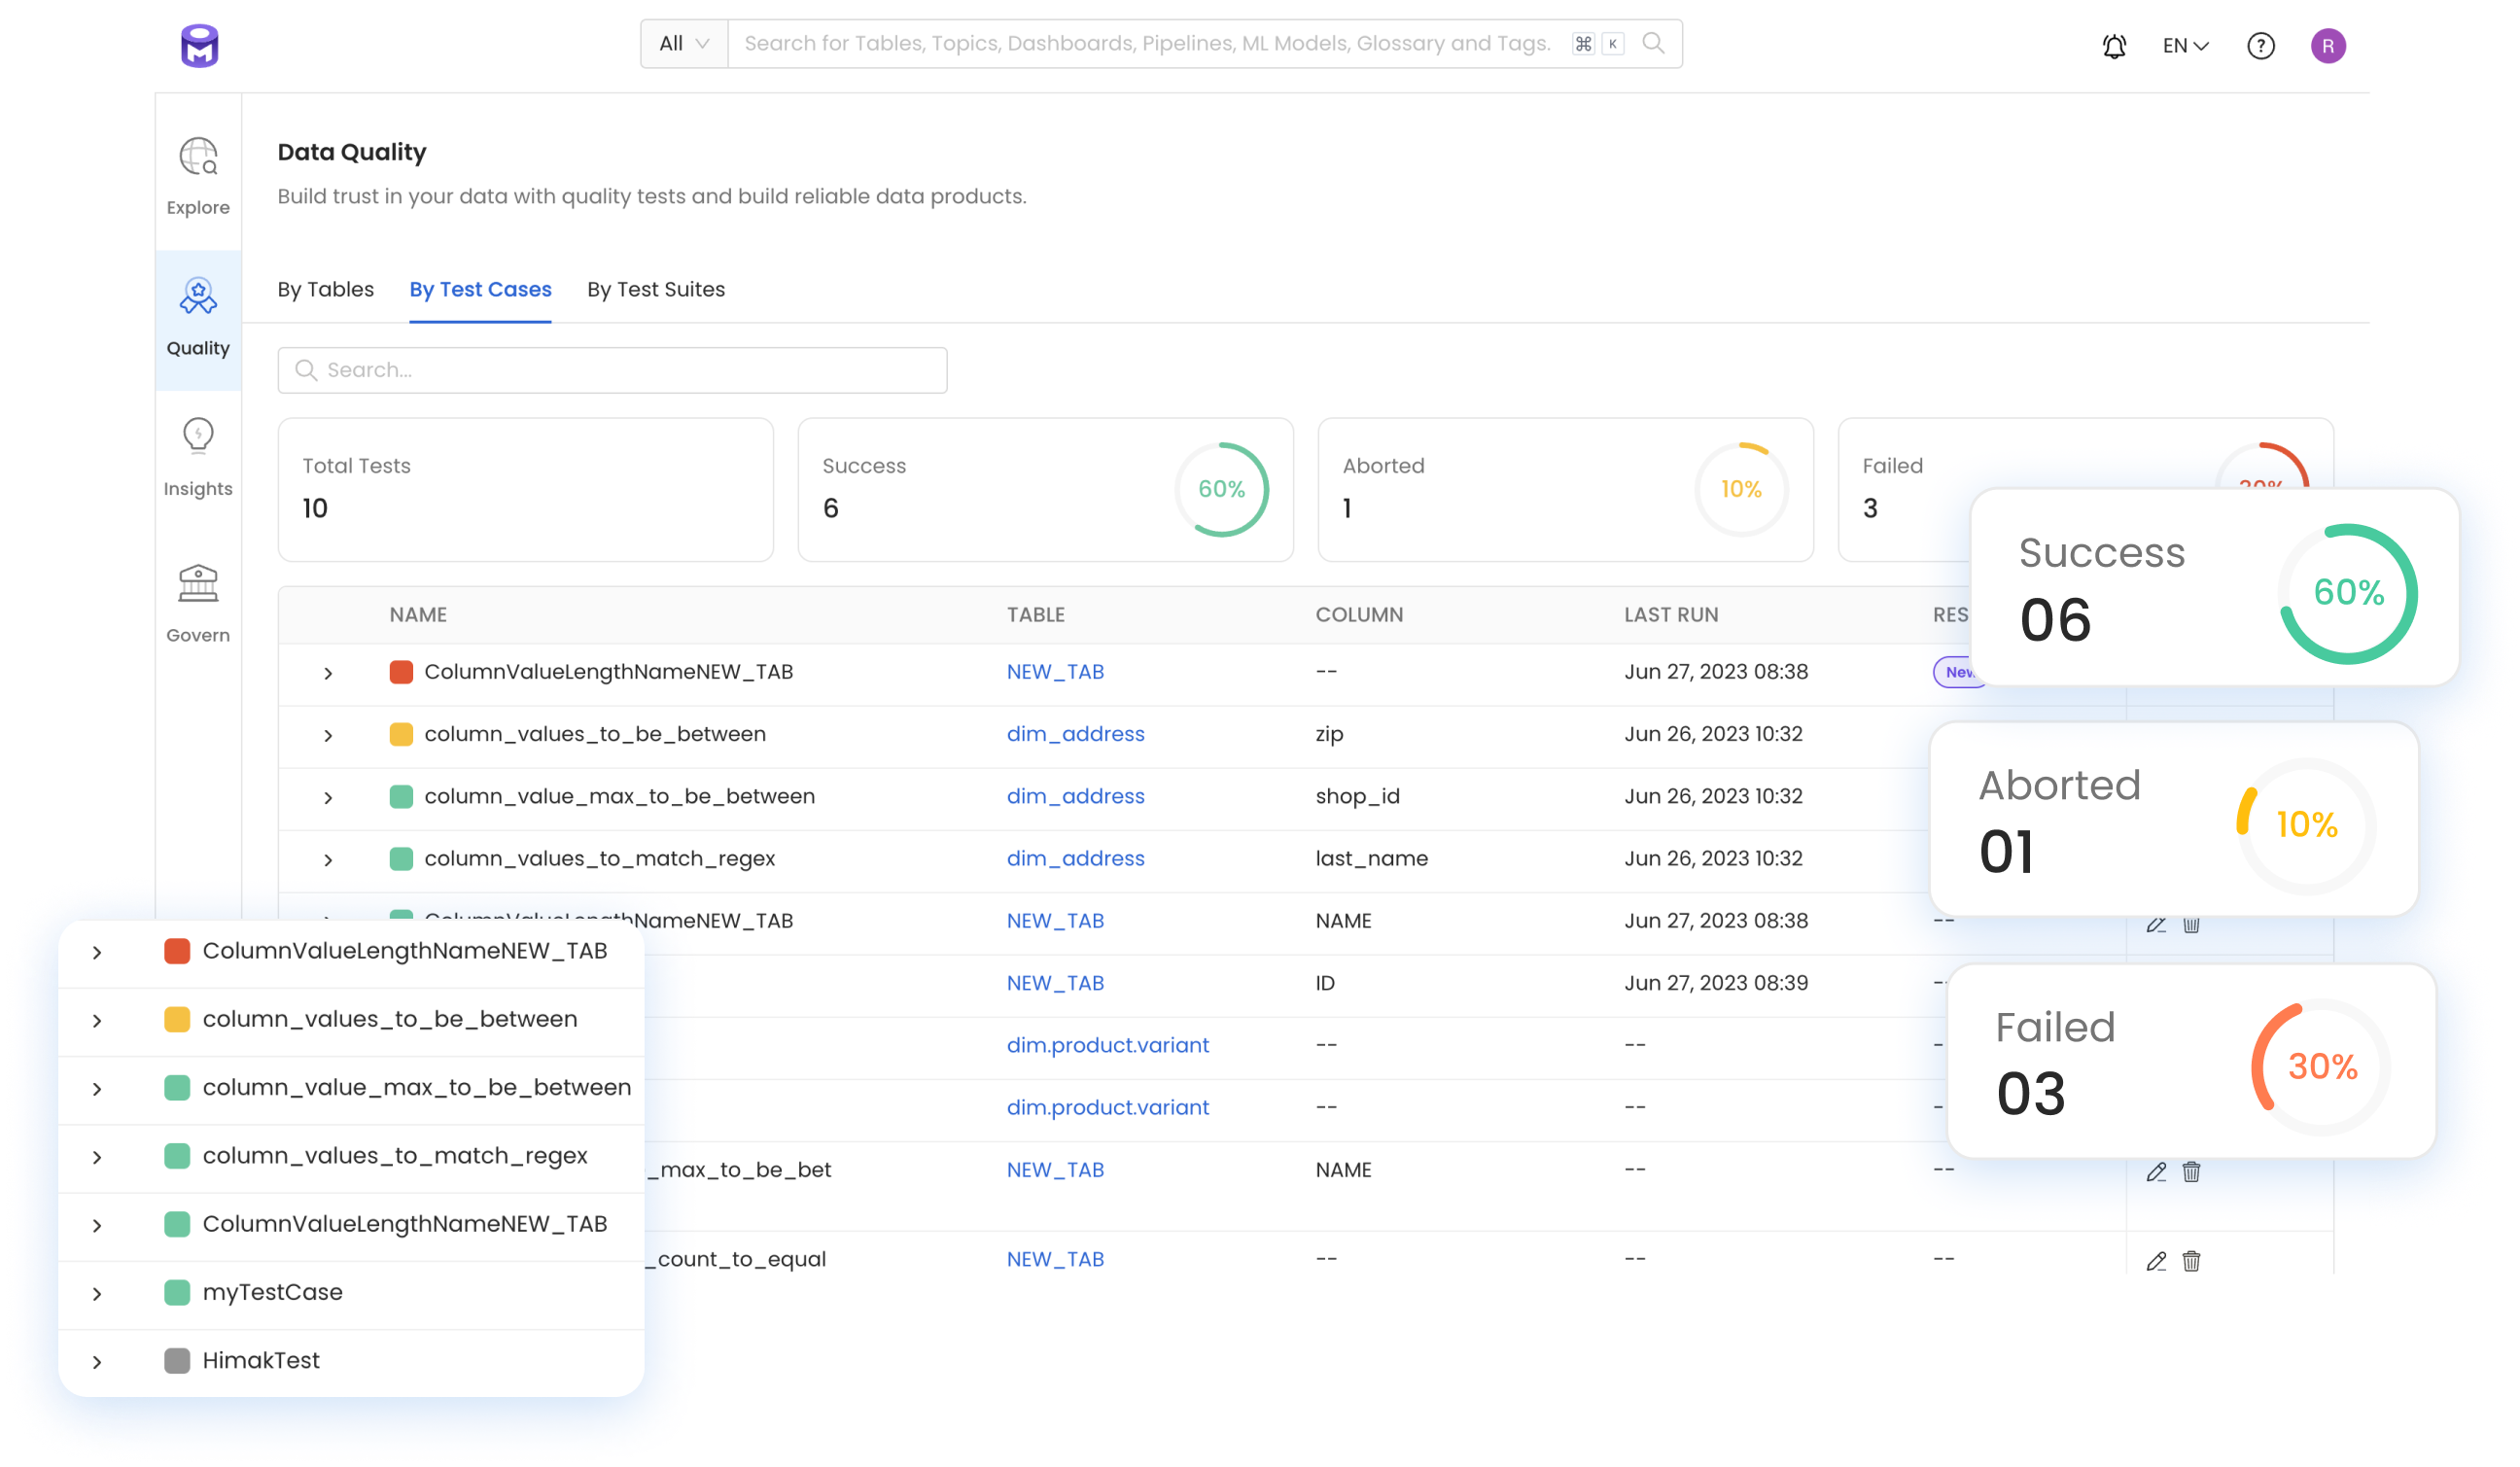 All Search for Tables, Topics, Dashboards, Pipelines, ML Models, Glossary and Tags. ⌘ K EN ? R
Explore
Quality
Insights
Govern
Data Quality
Build trust in your data with quality tests and build reliable data products.
By Tables By Test Cases By Test Suites
Search...
Total Tests
10
Success
6
60%
Aborted
1
10%
Failed
3
Success
06
60%
Aborted
01
10%
Failed
03
30%
NAME TABLE COLUMN LAST RUN RES
ColumnValueLengthNameNEW_TAB NEW_TAB -- Jun 27, 2023 08:38 New
column_values_to_be_between dim_address zip Jun 26, 2023 10:32
column_value_max_to_be_between dim_address shop_id Jun 26, 2023 10:32
column_values_to_match_regex dim_address last_name Jun 26, 2023 10:32
ColumnValueLengthNameNEW_TAB NEW_TAB NAME Jun 27, 2023 08:38 --
NEW_TAB ID Jun 27, 2023 08:39 --
dim.product.variant -- -- -
dim.product.variant -- -- -
_max_to_be_bet NEW_TAB NAME -- --
_count_to_equal NEW_TAB -- -- --
ColumnValueLengthNameNEW_TAB
column_values_to_be_between
column_value_max_to_be_between
column_values_to_match_regex
ColumnValueLengthNameNEW_TAB
myTestCase
HimakTest